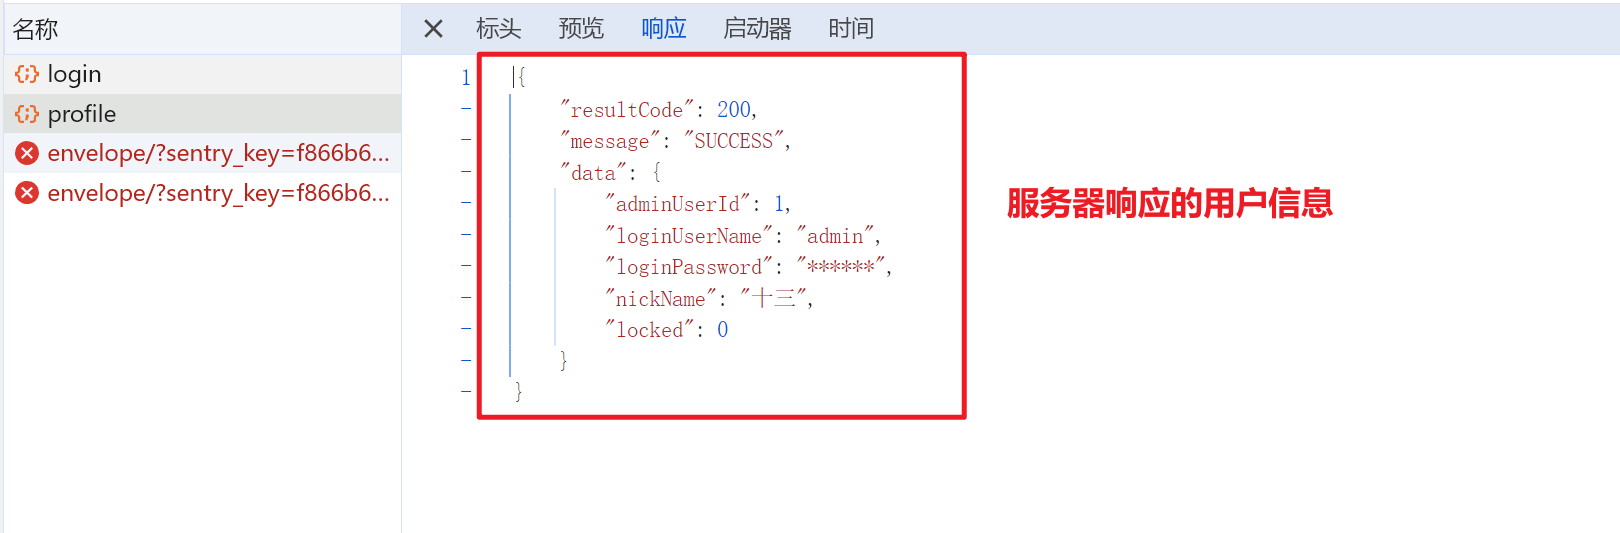 名称
标头 预览 响应 启动器 时间
login
profile
envelope/?sentry_key=f866b6...
envelope/?sentry_key=f866b6...
1 {
- "resultCode": 200,
- "message": "SUCCESS",
- "data": {
- "adminUserId": 1,
- "loginUserName": "admin",
- "loginPassword": "******",
- "nickName": "十三",
- "locked": 0
- }
- }
服务器响应的用户信息